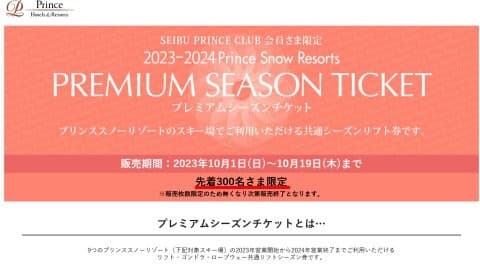 Prince
Hotels & Resorts
SEIBU PRINCE CLUB 会員さま限定
2023-2024 Prince Snow Resorts
PREMIUM SEASON TICKET
プレミアムシーズンチケット
プリンススノーリゾートのスキー場でご利用いただける共通シーズンリフト券です。
販売期間：2023年10月1日(日)～10月19日(木)まで
先着300名さま限定
※販売枚数限定のため無くなり次第販売終了となります。
プレミアムシーズンチケットとは…
9つのプリンススノーリゾート（下記対象スキー場）の2023年営業開始から2024年営業終了までご利用いただける
リフト・ゴンドラ・ロープウェー共通リフトシーズン券です。